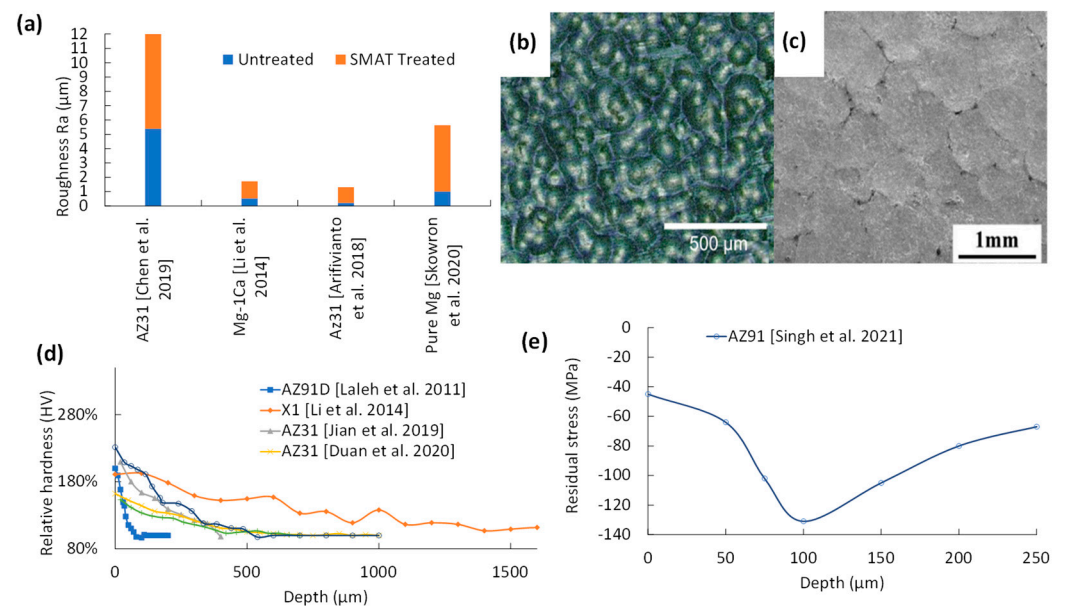 (a)
12
11
10
9
8
7
6
5
4
3
2
1
0
Roughness Ra (µm)
Untreated
SMAT Treated
AZ31 [Chen et al.
2019]
Mg-1Ca [Li et al.
2014]
Az31 [Arifivianto
et al. 2018]
Pure Mg [Skowron
et al. 2020]
(b)
500 µm
(c)
1mm
(d)
280%
180%
80%
Relative hardness (HV)
AZ91D [Laleh et al. 2011]
X1 [Li et al. 2014]
AZ31 [Jian et al. 2019]
AZ31 [Duan et al. 2020]
0
500
1000
1500
Depth (µm)
(e)
0
-20
-40
-60
-80
-100
-120
-140
Residual stress (MPa)
AZ91 [Singh et al. 2021]
0
50
100
150
200
250
Depth (µm)